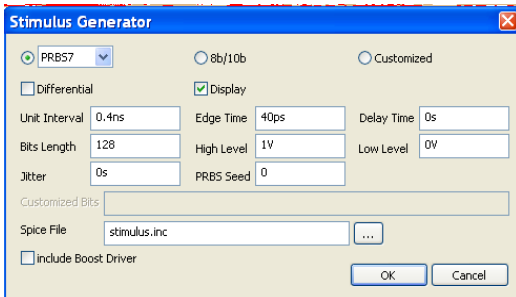 Stimulus Generator
PRBS7 8b/10b Customized
Differential Display
Unit Interval 0.4ns Edge Time 40ps Delay Time 0s
Bits Length 128 High Level 1V Low Level 0V
Jitter 0s PRBS Seed 0
Customized Bits
Spice File stimulus.inc ...
include Boost Driver
OK Cancel